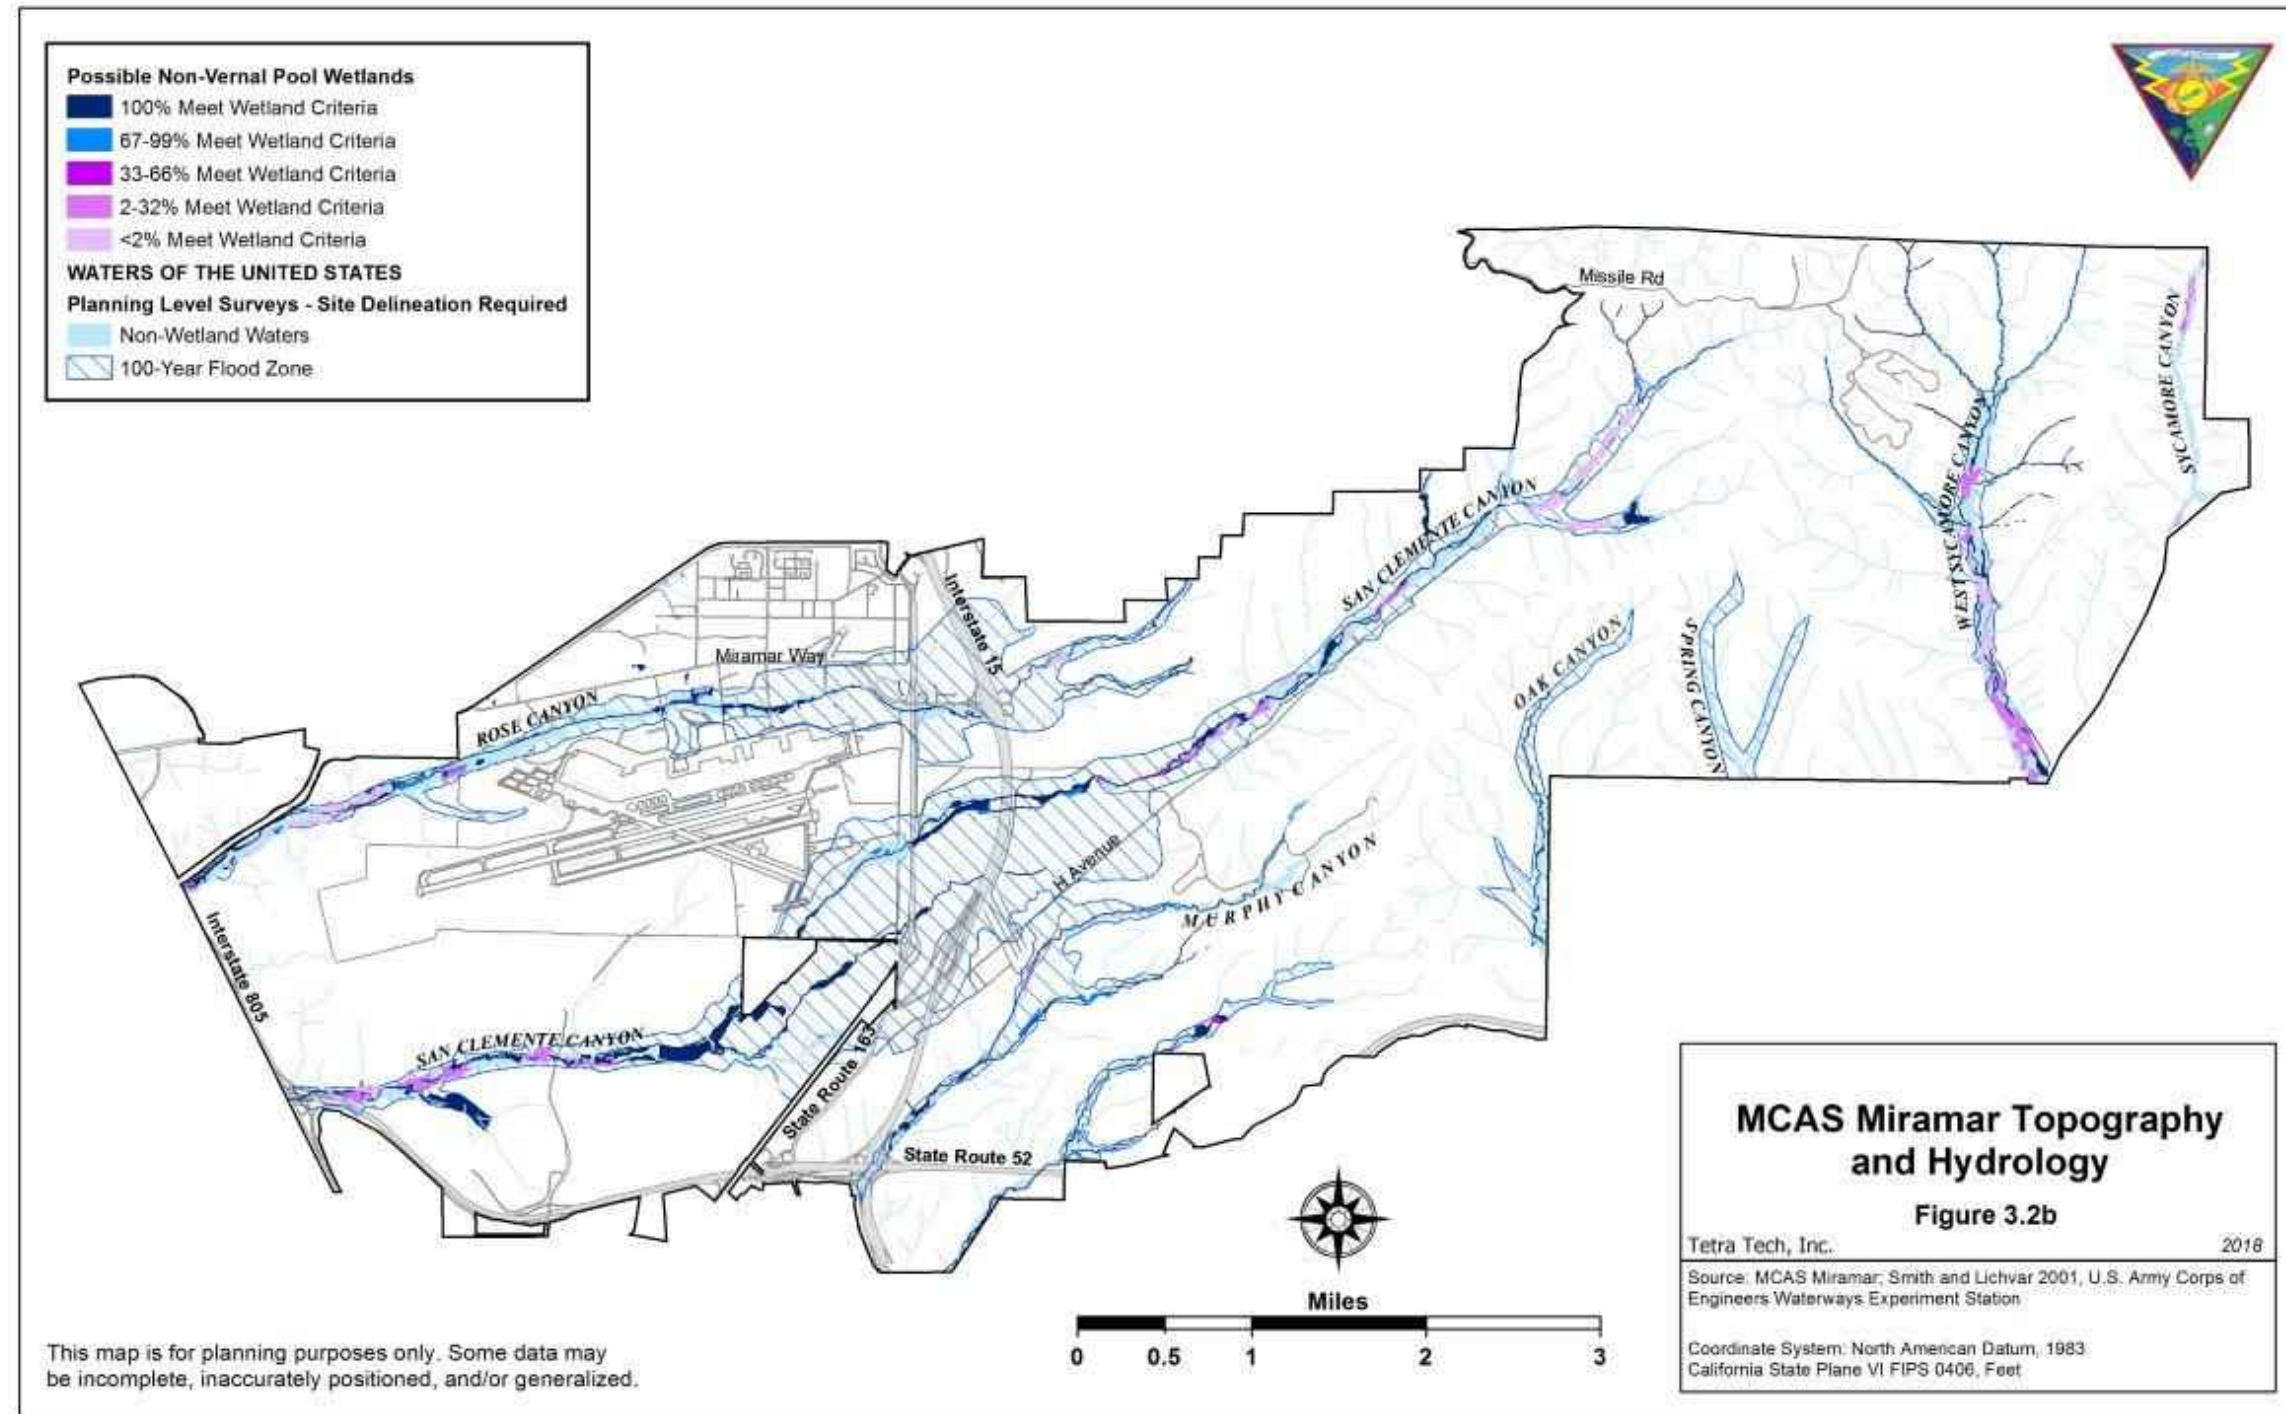 Possible Non-Vernal Pool Wetlands
100% Meet Wetland Criteria
67-99% Meet Wetland Criteria
33-66% Meet Wetland Criteria
2-32% Meet Wetland Criteria
<2% Meet Wetland Criteria
WATERS OF THE UNITED STATES
Planning Level Surveys - Site Delineation Required
Non-Wetland Waters
100-Year Flood Zone
Missile Rd
SYCAMORE CANYON
WEST SYCAMORE CANYON
SAN CLEMENTE CANYON
Interstate 15
Miramar Way
ROSE CANYON
OAK CANYON
SPRING CANYON
H Avenue
MURPHY CANYON
Interstate 805
SAN CLEMENTE CANYON
State Route 163
State Route 52
MCAS Miramar Topography
and Hydrology
Figure 3.2b
Tetra Tech, Inc.
2018
Source: MCAS Miramar; Smith and Lichvar 2001, U.S. Army Corps of
Engineers Waterways Experiment Station
Coordinate System: North American Datum, 1983
California State Plane VI FIPS 0406, Feet
Miles
0 0.5 1 2 3
This map is for planning purposes only. Some data may
be incomplete, inaccurately positioned, and/or generalized.